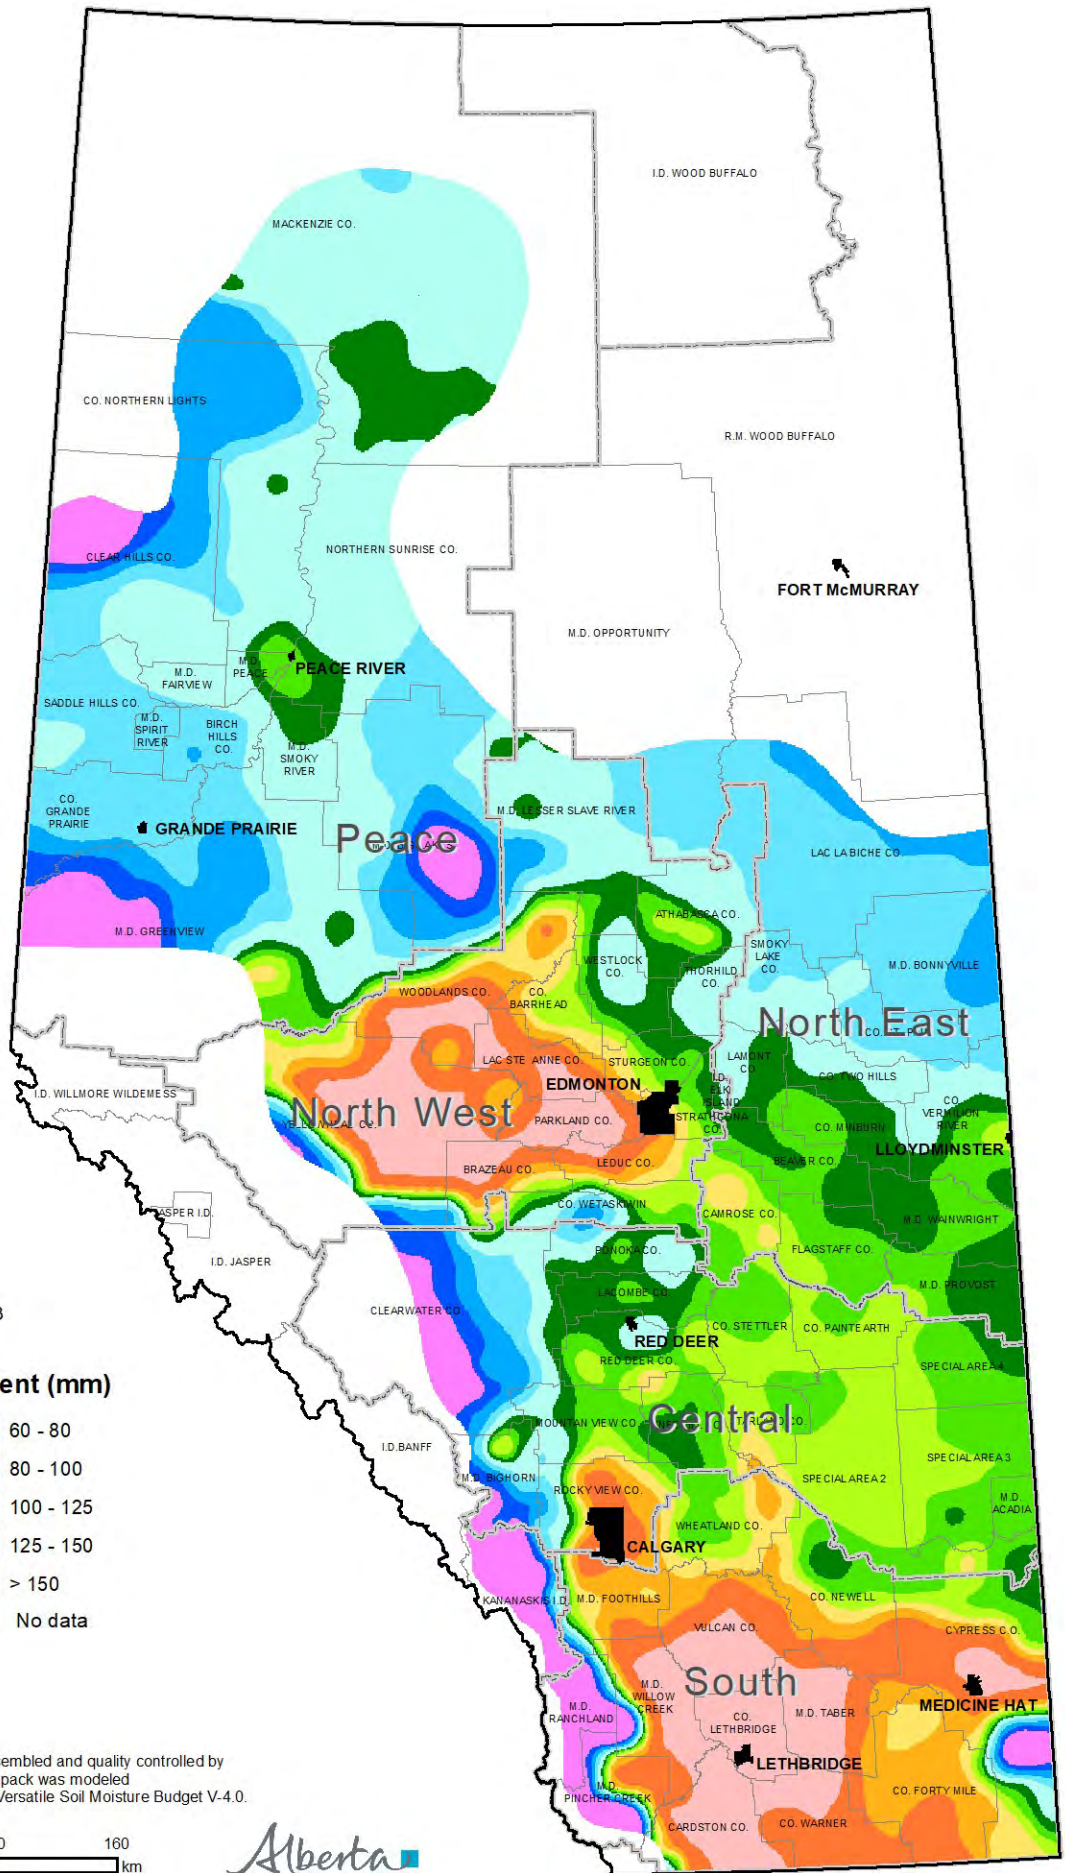 I.D. WOOD BUFFALO
MACKENZIE CO.
CO. NORTHERN LIGHTS
R.M. WOOD BUFFALO
CLEAR HILLS CO.
NORTHERN SUNRISE CO.
FORT McMURRAY
M.D. OPPORTUNITY
M.D.
PEACE
PEACE RIVER
M.D.
FAIRVIEW
SADDLE HILLS CO.
M.D.
SPIRIT
RIVER
BIRCH
HILLS
CO.
M.D.
SMOKY
RIVER
CO.
GRANDE
PRAIRIE
GRANDE PRAIRIE
Peace
M.D. LESSER SLAVE RIVER
LAC LA BICHE CO.
M.D. GREENVIEW
ATHABASCA CO.
WESTLOCK
CO.
THORHILD
CO.
SMOKY
LAKE
CO.
M.D. BONNYVILLE
WOODLANDS CO.
CO.
BARRHEAD
North East
LAC STE ANNE CO.
STURGEON CO.
LAMONT
CO
CO. TWO HILLS
EDMONTON
I.D.
ELK
ISLAND
I.D. WILLMORE WILDERNESS
North West
PARKLAND CO.
STRATHCONA
CO.
CO. MINBURN
CO.
VERMILION
RIVER
LLOYDMINSTER
BRAZEAU CO.
LEDUC CO.
BEAVER CO.
JASPER I.D.
CO. WETASKIWIN
CAMROSE CO.
M.D. WAINWRIGHT
I.D. JASPER
PONOKA CO.
FLAGSTAFF CO.
M.D. PROVOST
CLEARWATER CO
LACOMBE CO.
RED DEER
CO. STETTLER
CO. PAINTEARTH
RED DEER CO.
SPECIAL AREA 4
ent (mm)
60 - 80
80 - 100
100 - 125
125 - 150
> 150
No data
I.D. BANFF
MOUNTAIN VIEW CO.
Central
M.D. BIGHORN
ROCKY VIEW CO.
SPECIAL AREA 2
SPECIAL AREA 3
M.D.
ACADIA
WHEATLAND CO.
CALGARY
KANANASKIS I.D.
M.D. FOOTHILLS
CO. NEWELL
VULCAN CO.
CYPRESS CO.
South
M.D.
WILLOW
CREEK
M.D.
RANCHLAND
CO.
LETHBRIDGE
M.D. TABER
MEDICINE HAT
LETHBRIDGE
M.D.
PINCHER CREEK
CO. FORTY MILE
CARDSTON CO.
CO. WARNER
sembled and quality controlled by
pack was modeled
Versatile Soil Moisture Budget V-4.0.
160
km
Alberta